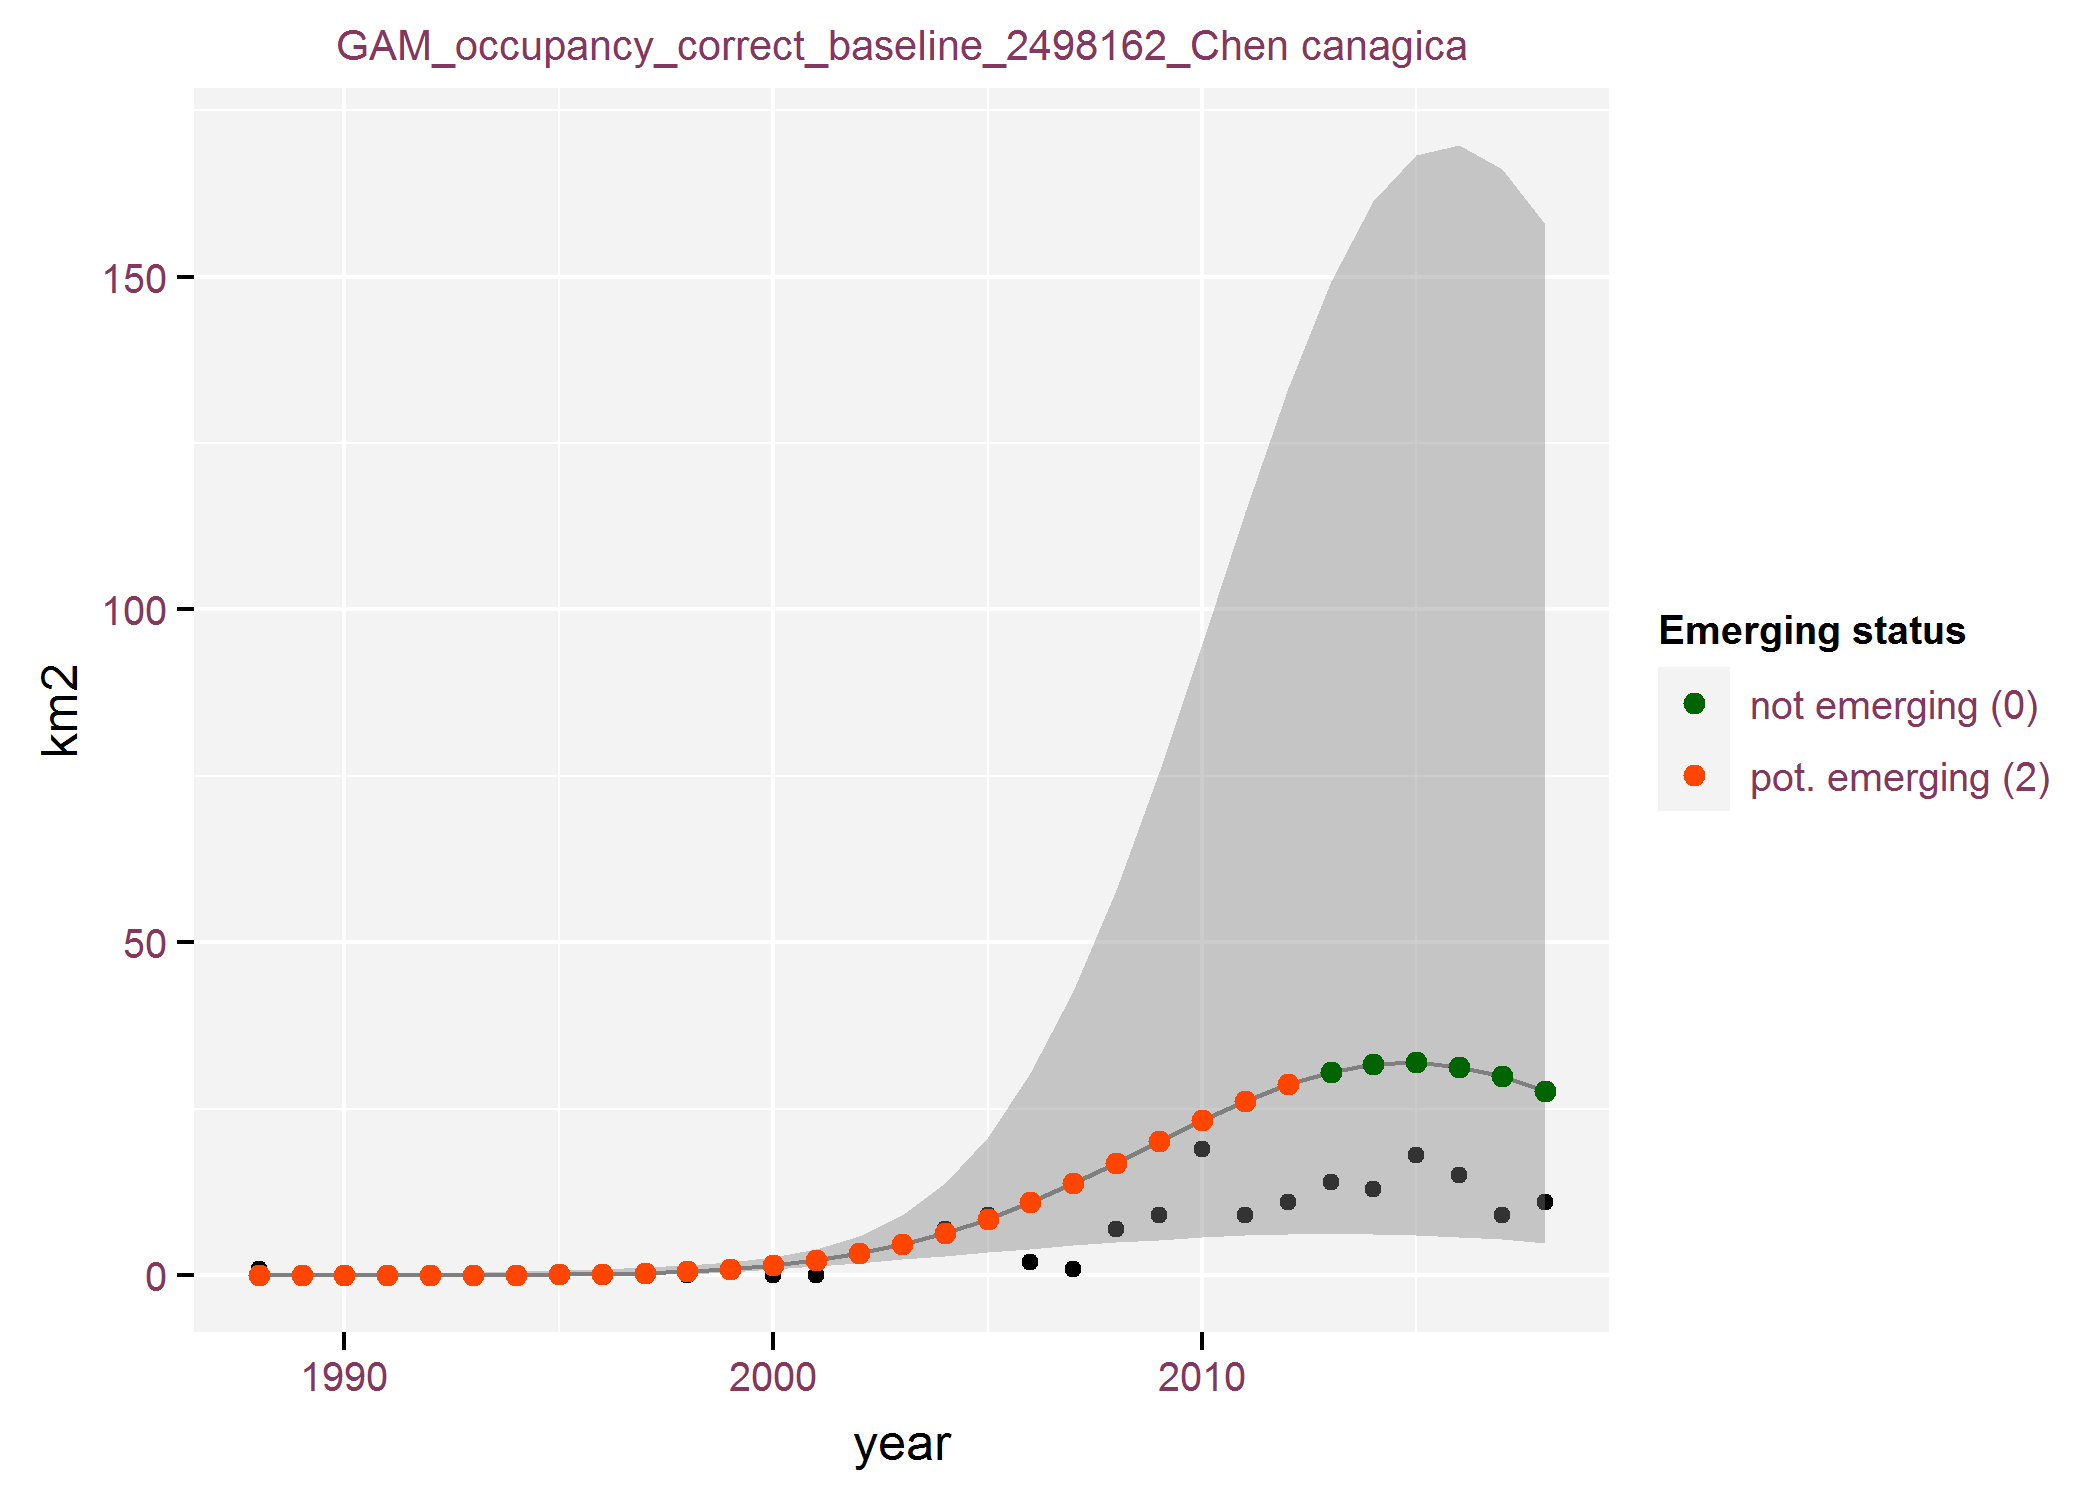 GAM_occupancy_correct_baseline_2498162_Chen canagica
150
100
50
0
km2
1990
2000
2010
year
Emerging status
not emerging (0)
pot. emerging (2)